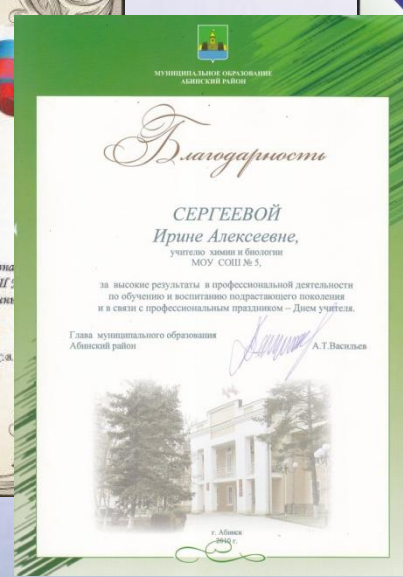 МУНИЦИПАЛЬНОЕ ОБРАЗОВАНИЕ
АБИНСКИЙ РАЙОН
Благодарность
СЕРГЕЕВОЙ
Ирине Алексеевне,
учителю химии и биологии
МОУ СОШ № 5,
за высокие результаты в профессиональной деятельности
по обучению и воспитанию подрастающего поколения
и в связи с профессиональным праздником – Днем учителя.
Глава муниципального образования
Абинский район А.Т.Васильев
г. Абинск
2010 г.